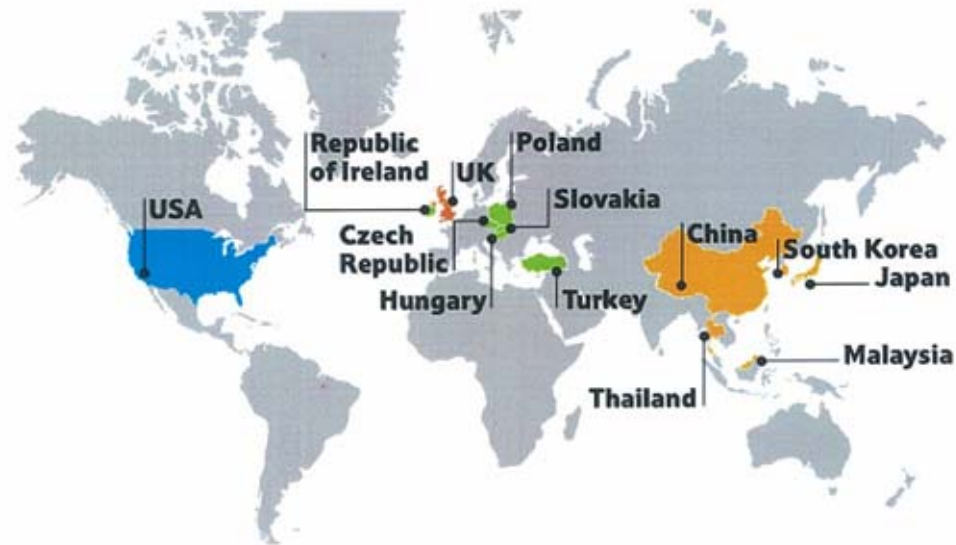 Republic
of Ireland
UK
Poland
USA
Slovakia
Czech
Republic
China
South Korea
Japan
Hungary
Turkey
Malaysia
Thailand